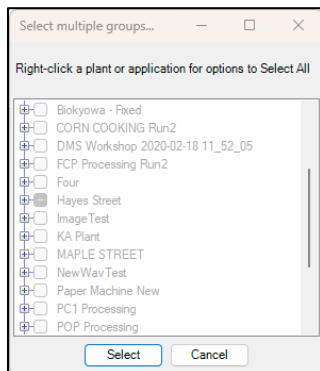 Select multiple groups...
Right-click a plant or application for options to Select All
Biokyowa - Fixed
CORN COOKING Run2
DMS Workshop 2020-02-18 11_52_05
FCP Processing Run2
Four
Hayes Street
ImageTest
KA Plant
MAPLE STREET
NewWavTest
Paper Machine New
PC1 Processing
POP Processing
Select Cancel